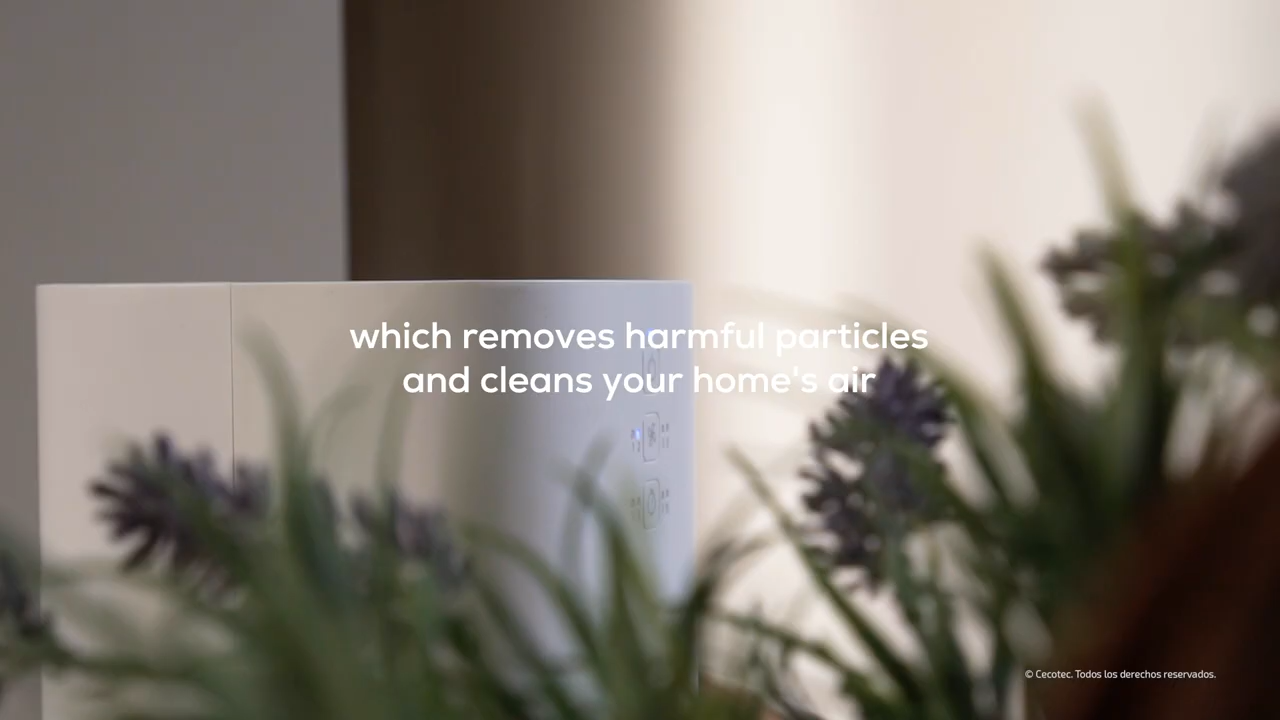 which removes harmful particles
and cleans your home's air
© Cecotec. Todos los derechos reservados.